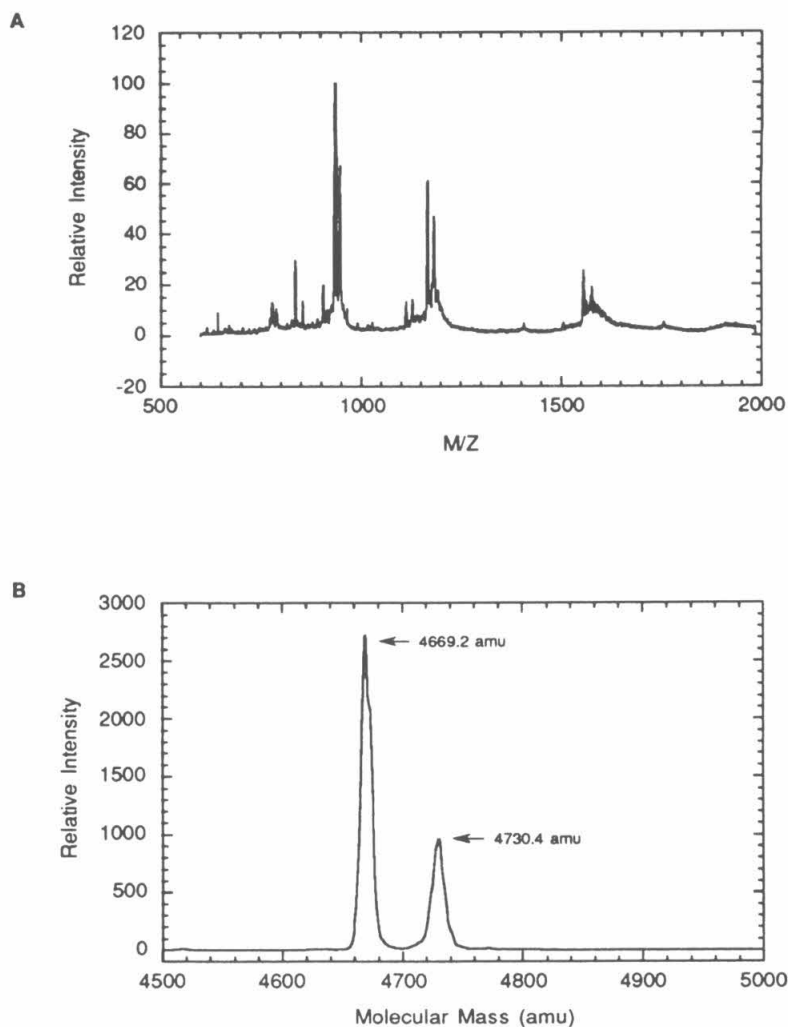 A
120
100
80
60
40
20
0
-20
Relative Intensity
500 1000 1500 2000
M/Z
B
3000
2500
2000
1500
1000
500
0
Relative Intensity
4669.2 amu
4730.4 amu
4500 4600 4700 4800 4900 5000
Molecular Mass (amu)